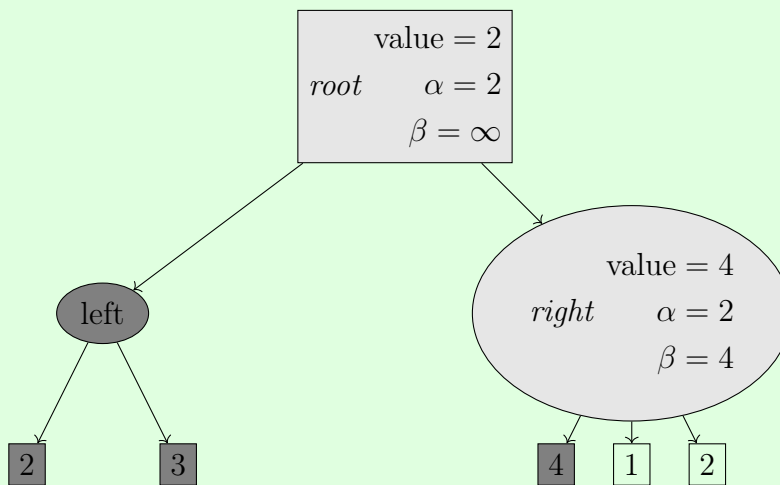 value = 2
root α = 2
β = ∞
left
value = 4
right α = 2
β = 4
2 3 4 1 2